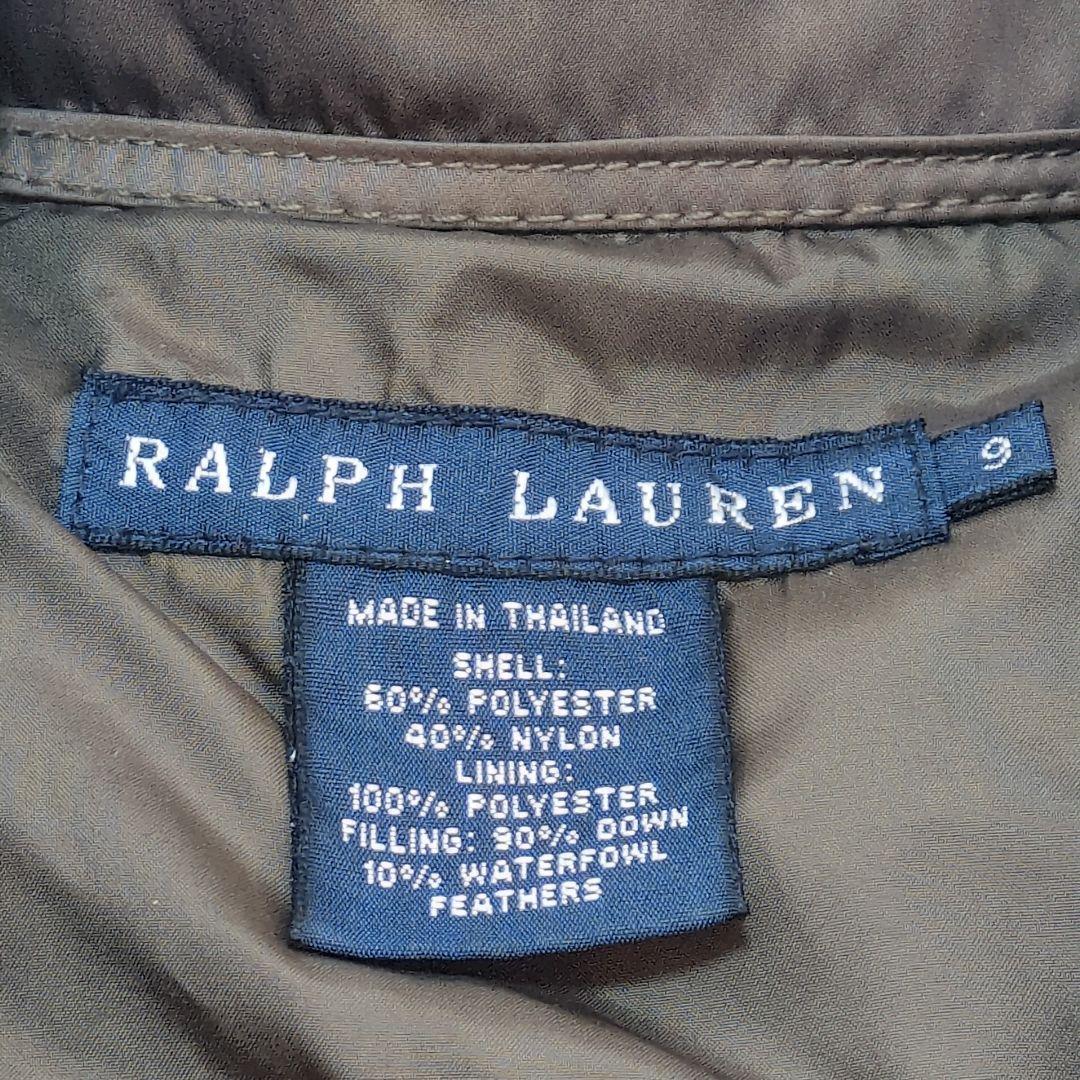 RALPH LAUREN 9
MADE IN THAILAND
SHELL:
60% POLYESTER
40% NYLON
LINING:
100% POLYESTER
FILLING: 90% DOWN
10% WATERFOWL
FEATHERS